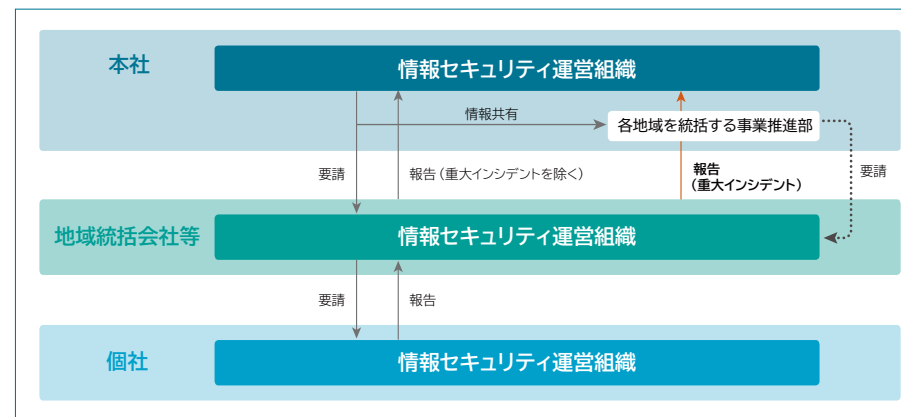 本社
情報セキュリティ運営組織
情報共有
各地域を統括する事業推進部
要請
報告（重大インシデントを除く）
報告
（重大インシデント）
要請
地域統括会社等
情報セキュリティ運営組織
要請
報告
個社
情報セキュリティ運営組織